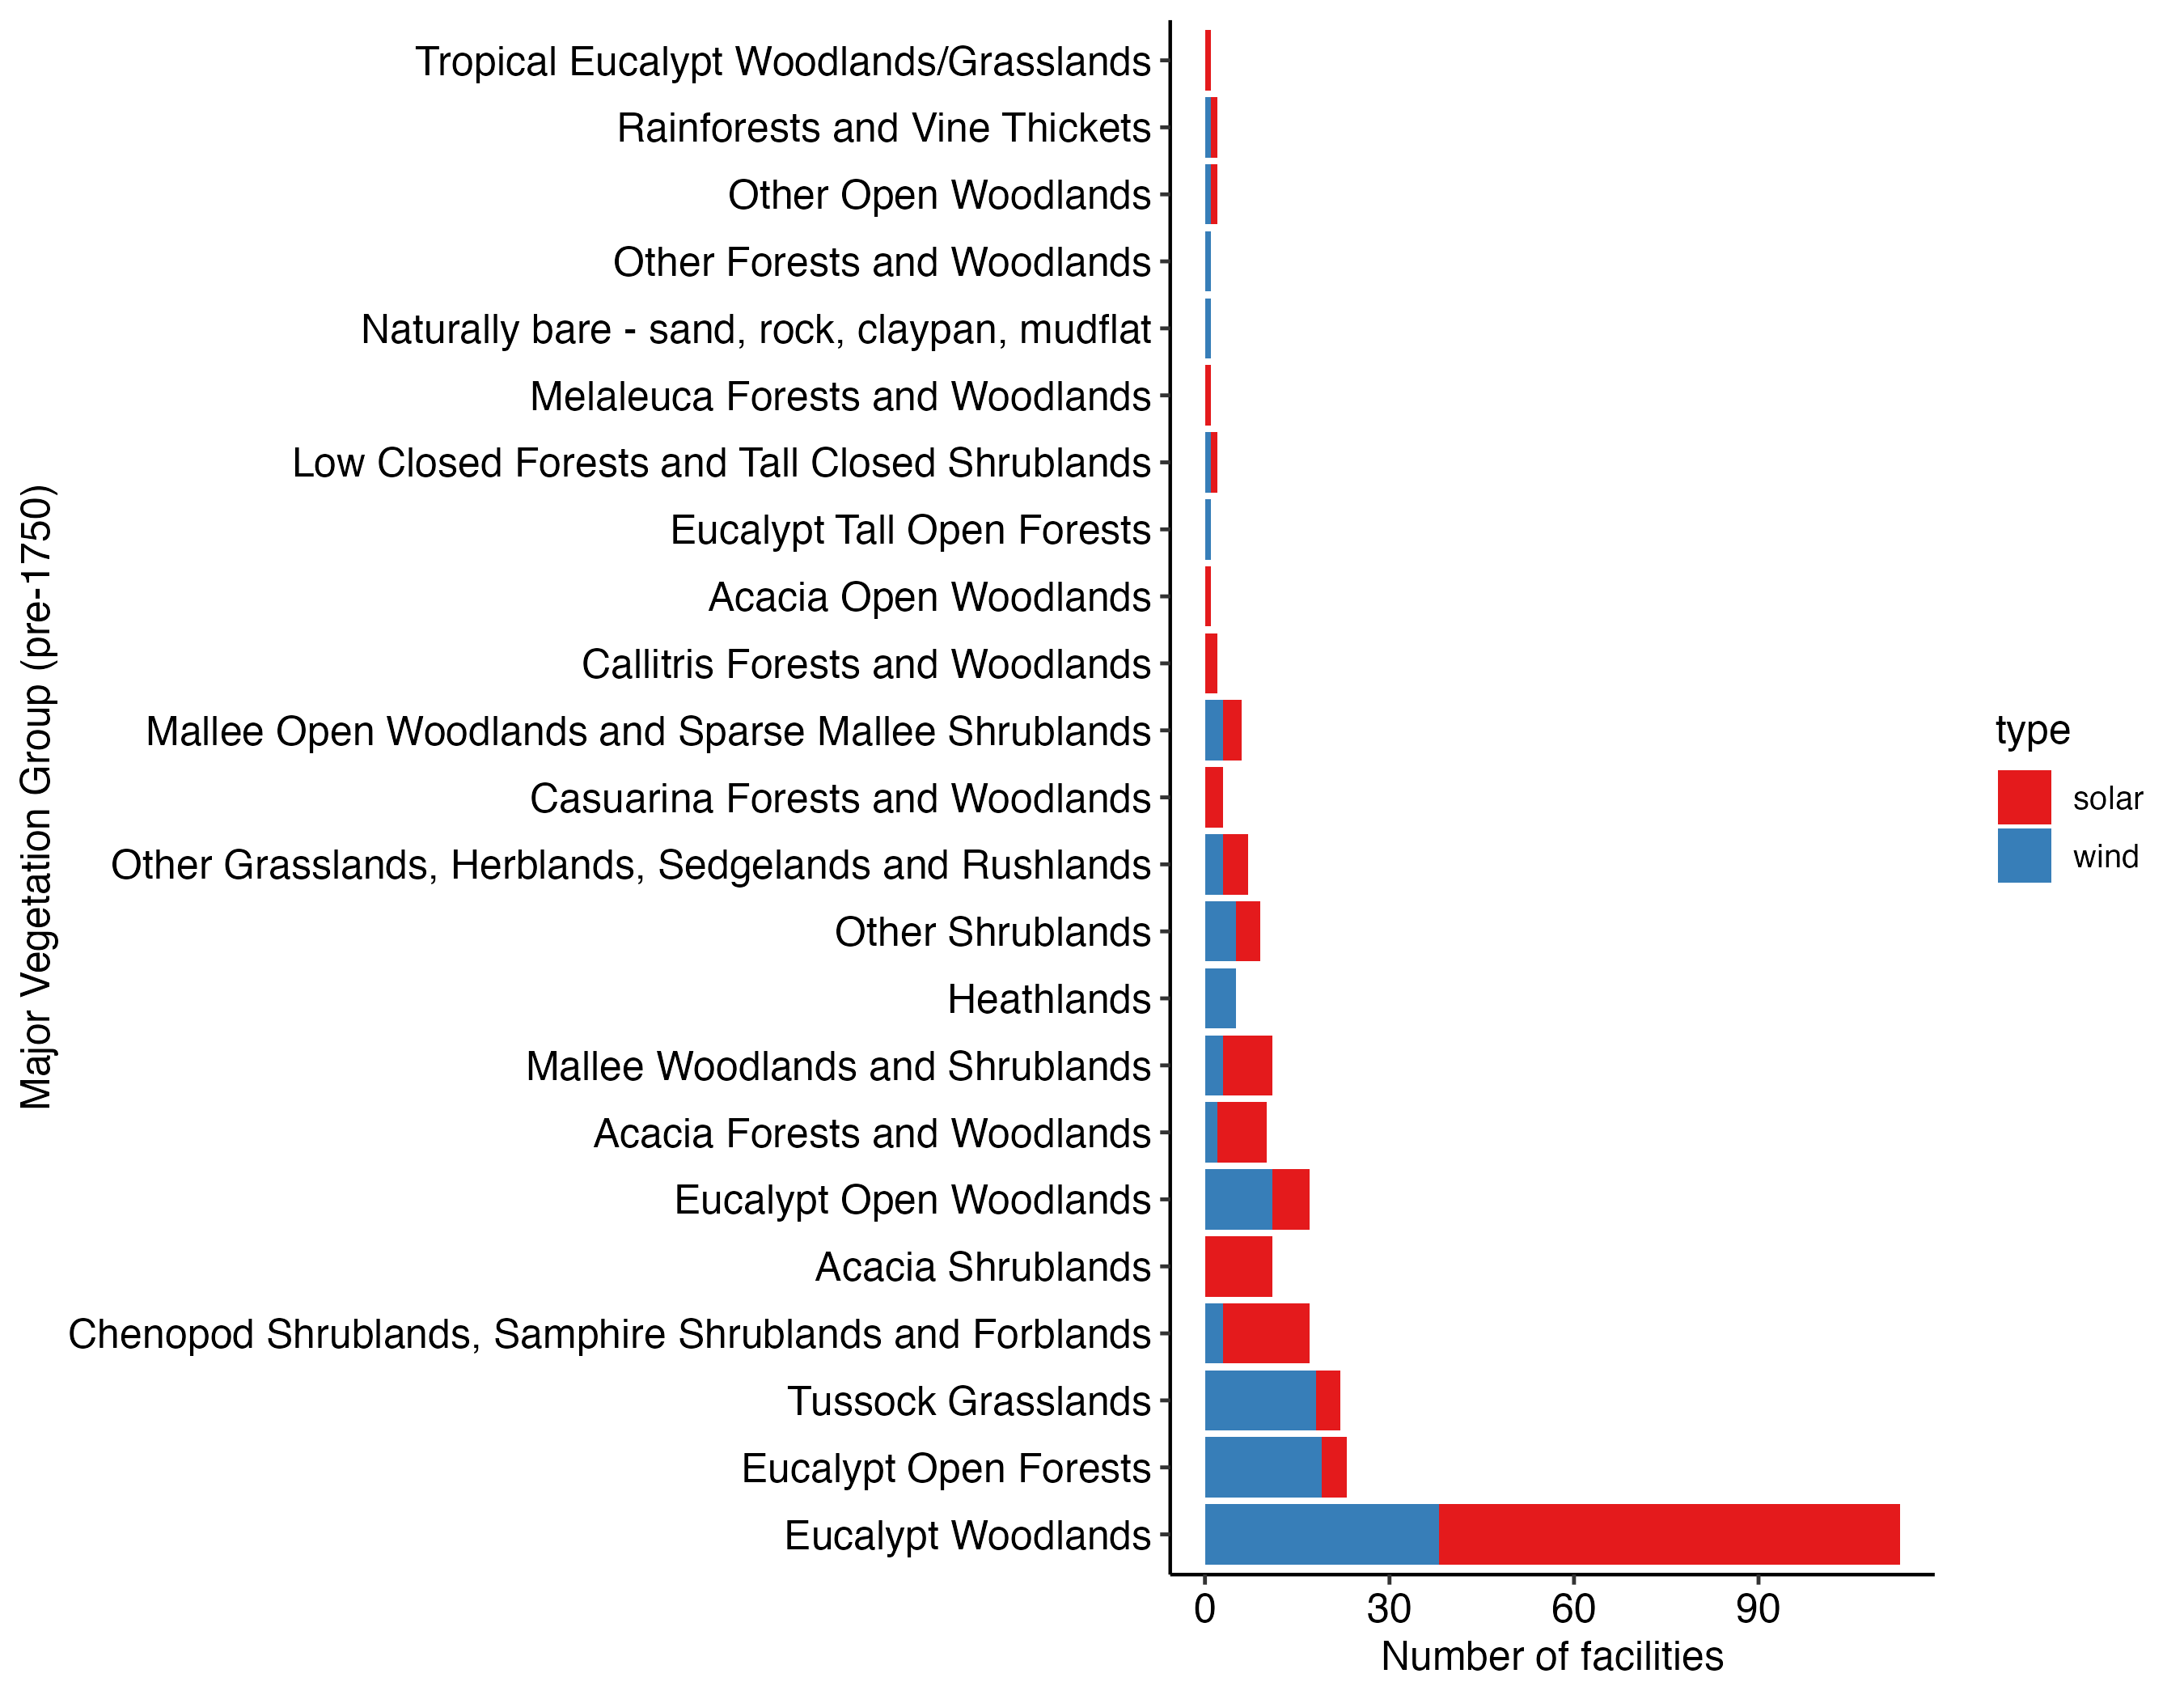 Major Vegetation Group (pre-1750)
Tropical Eucalypt Woodlands/Grasslands
Rainforests and Vine Thickets
Other Open Woodlands
Other Forests and Woodlands
Naturally bare - sand, rock, claypan, mudflat
Melaleuca Forests and Woodlands
Low Closed Forests and Tall Closed Shrublands
Eucalypt Tall Open Forests
Acacia Open Woodlands
Callitris Forests and Woodlands
Mallee Open Woodlands and Sparse Mallee Shrublands
Casuarina Forests and Woodlands
Other Grasslands, Herblands, Sedgelands and Rushlands
Other Shrublands
Heathlands
Mallee Woodlands and Shrublands
Acacia Forests and Woodlands
Eucalypt Open Woodlands
Acacia Shrublands
Chenopod Shrublands, Samphire Shrublands and Forblands
Tussock Grasslands
Eucalypt Open Forests
Eucalypt Woodlands
0 30 60 90
Number of facilities
type
solar
wind